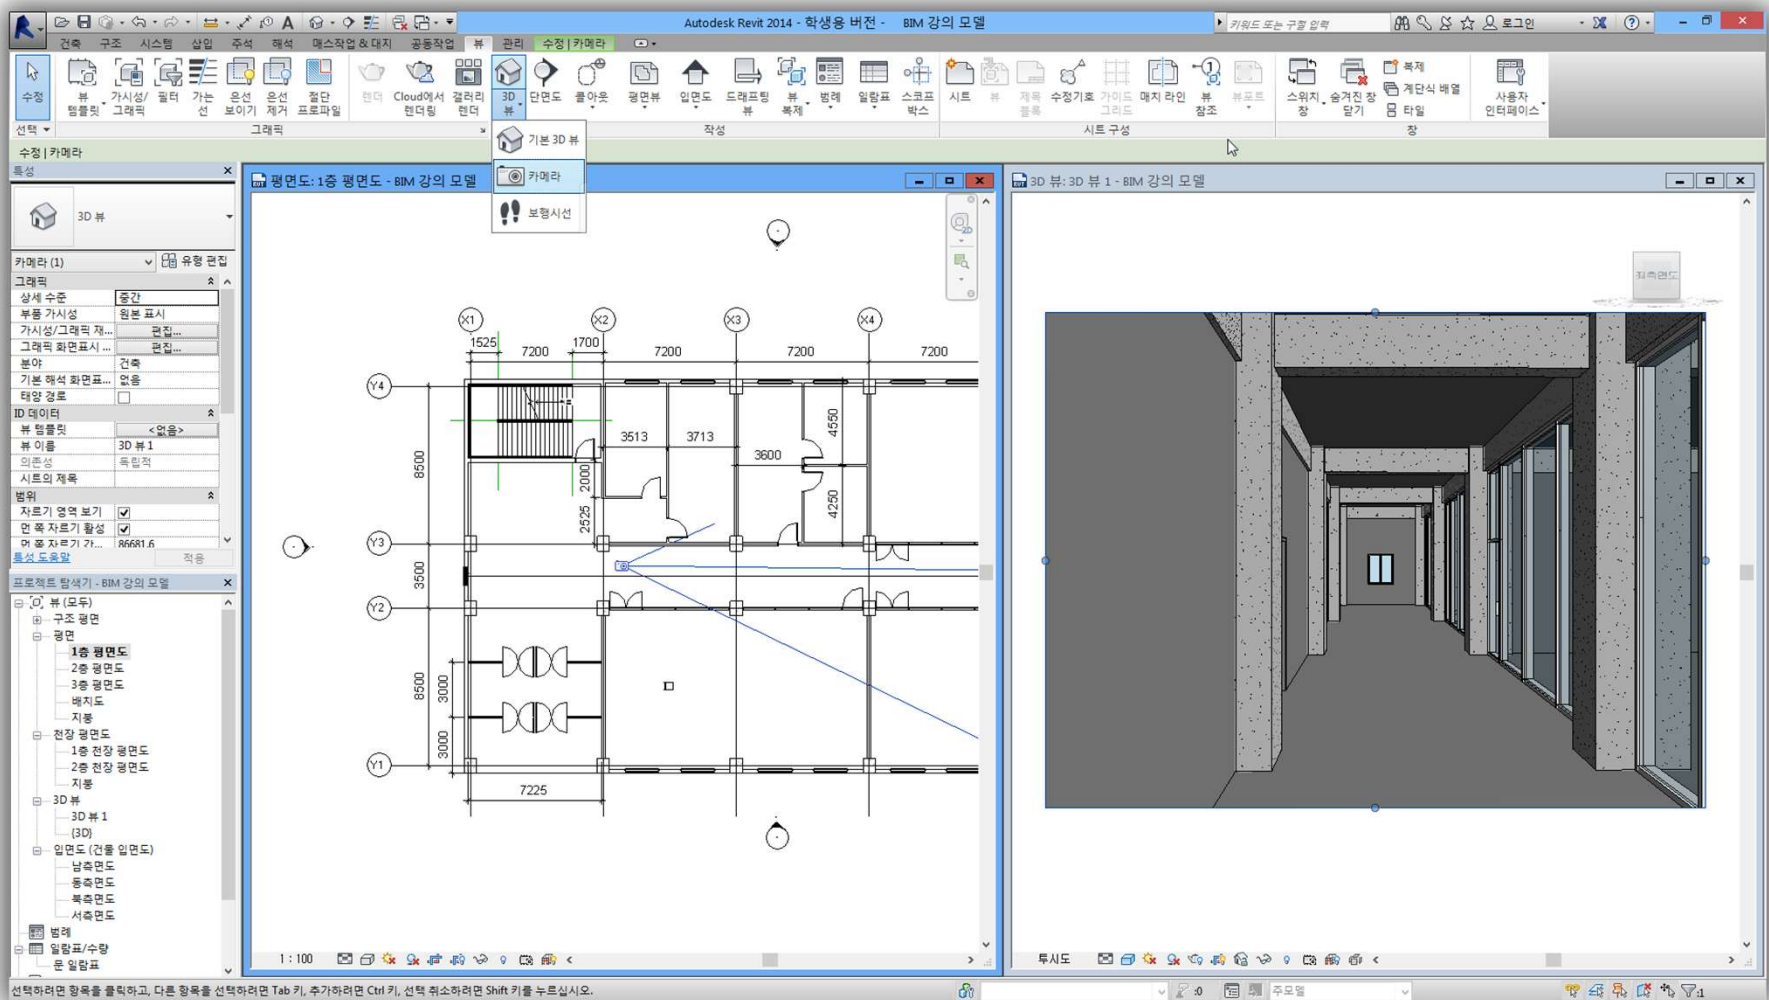 Autodesk Revit 2014 - 학생용 버전 - BIM 강의 모델
키워드 또는 구절 입력
로그인
건축 구조 시스템 삽입 주석 해석 매스작업 & 대지 공동작업 뷰 관리 수정 | 카메라
수정
뷰 템플릿
가시성/ 그래픽
필터
가는 선
은선 보이기
은선 제거
절단 프로파일
렌더
Cloud에서 렌더링
갤러리 렌더
3D 뷰
단면도
콜아웃
평면뷰
입면도
드래프팅 뷰
뷰 복제
범례
일람표
스코프 박스
시트
뷰
제목 블록
수정기호
가이드 그리드
매치 라인
뷰 참조
뷰포트
스위치 창
숨겨진 창 닫기
복제
계단식 배열
타일
사용자 인터페이스
선택
그래픽
작성
시트 구성
창
기본 3D 뷰
카메라
보행시선
수정 | 카메라
특성
3D 뷰
카메라 (1)
유형 편집
그래픽
상세 수준 중간
부품 가시성 원본 표시
가시성/그래픽 재... 편집...
그래픽 화면표시 ... 편집...
분야 건축
기본 해석 화면표... 없음
태양 경로
ID 데이터
뷰 템플릿 <없음>
뷰 이름 3D 뷰 1
의존성 독립적
시트의 제목
범위
자르기 영역 보기
먼 쪽 자르기 활성
먼 쪽 자르기 간... 86681.6
특성 도움말
적용
프로젝트 탐색기 - BIM 강의 모델
뷰 (모두)
구조 평면
평면
1층 평면도
2층 평면도
3층 평면도
배치도
지붕
천장 평면도
1층 천장 평면도
2층 천장 평면도
지붕
3D 뷰
3D 뷰 1
{3D}
입면도 (건물 입면도)
남측면도
동측면도
북측면도
서측면도
범례
일람표/수량
문 일람표
평면도: 1층 평면도 - BIM 강의 모델
2D
X1 X2 X3 X4
1525 1700
7200 7200 7200 7200
Y4
8500
3513 3713
3600
4550
2000
2525
4250
Y3
3500
Y2
8500
3000
3000
Y1
7225
1 : 100
3D 뷰: 3D 뷰 1 - BIM 강의 모델
좌측면도
투시도
선택하려면 항목을 클릭하고, 다른 항목을 선택하려면 Tab 키, 추가하려면 Ctrl 키, 선택 취소하려면 Shift 키를 누르십시오.
:0
주모델
:1